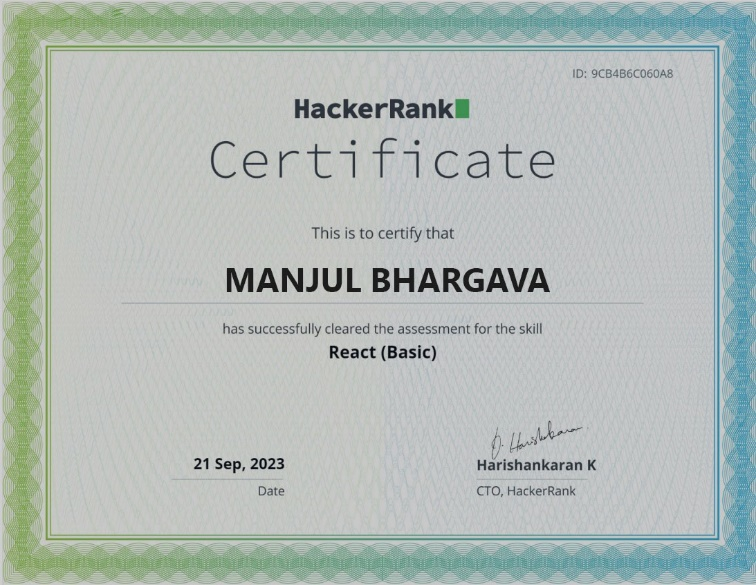 ID: 9CB4B6C060A8
HackerRank
Certificate
This is to certify that
MANJUL BHARGAVA
has successfully cleared the assessment for the skill
React (Basic)
21 Sep, 2023
Date
Harishankaran K
CTO, HackerRank